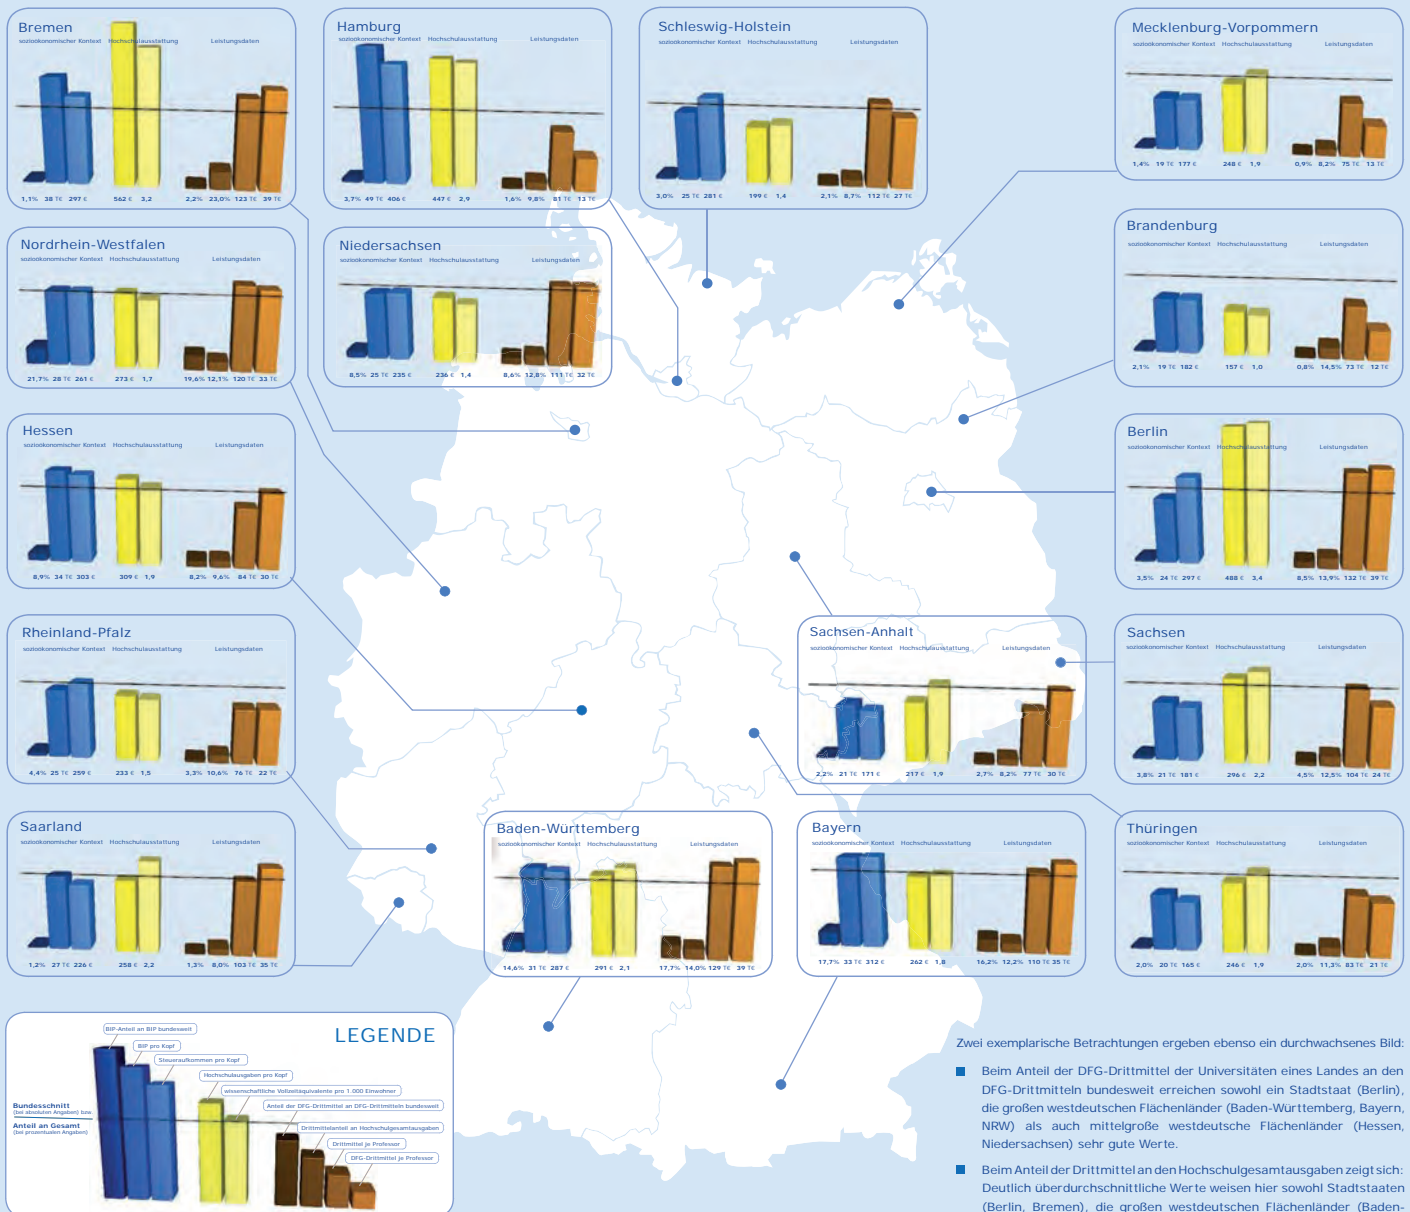 Bremen
sozioökonomischer Kontext Hochschulausstattung Leistungsdaten
1,1% 38 T€ 297 € 562 € 3,2 2,2% 23,0% 123 T€ 39 T€
Hamburg
sozioökonomischer Kontext Hochschulausstattung Leistungsdaten
3,7% 49 T€ 406 € 447 € 2,9 1,6% 9,8% 81 T€ 13 T€
Schleswig-Holstein
sozioökonomischer Kontext Hochschulausstattung Leistungsdaten
3,0% 25 T€ 281 € 199 € 1,4 2,1% 8,7% 112 T€ 27 T€
Mecklenburg-Vorpommern
sozioökonomischer Kontext Hochschulausstattung Leistungsdaten
1,4% 19 T€ 177 € 248 € 1,9 0,9% 8,2% 75 T€ 13 T€
Nordrhein-Westfalen
sozioökonomischer Kontext Hochschulausstattung Leistungsdaten
21,7% 28 T€ 261 € 273 € 1,7 19,6% 12,1% 120 T€ 33 T€
Niedersachsen
sozioökonomischer Kontext Hochschulausstattung Leistungsdaten
8,5% 25 T€ 235 € 236 € 1,4 8,6% 12,8% 111 T€ 32 T€
Brandenburg
sozioökonomischer Kontext Hochschulausstattung Leistungsdaten
2,1% 19 T€ 182 € 157 € 1,0 0,8% 14,5% 73 T€ 12 T€
Hessen
sozioökonomischer Kontext Hochschulausstattung Leistungsdaten
8,9% 34 T€ 303 € 309 € 1,9 8,2% 9,6% 84 T€ 30 T€
Berlin
sozioökonomischer Kontext Hochschulausstattung Leistungsdaten
3,5% 24 T€ 297 € 488 € 3,4 8,5% 13,9% 132 T€ 39 T€
Rheinland-Pfalz
sozioökonomischer Kontext Hochschulausstattung Leistungsdaten
4,4% 25 T€ 259 € 233 € 1,5 3,3% 10,6% 76 T€ 22 T€
Sachsen-Anhalt
sozioökonomischer Kontext Hochschulausstattung Leistungsdaten
2,2% 21 T€ 171 € 217 € 1,9 2,7% 8,2% 77 T€ 30 T€
Sachsen
sozioökonomischer Kontext Hochschulausstattung Leistungsdaten
3,8% 21 T€ 181 € 296 € 2,2 4,5% 12,5% 104 T€ 24 T€
Saarland
sozioökonomischer Kontext Hochschulausstattung Leistungsdaten
1,2% 27 T€ 226 € 258 € 2,2 1,3% 8,0% 103 T€ 35 T€
Baden-Württemberg
sozioökonomischer Kontext Hochschulausstattung Leistungsdaten
14,6% 31 T€ 287 € 291 € 2,1 17,7% 14,0% 129 T€ 39 T€
Bayern
sozioökonomischer Kontext Hochschulausstattung Leistungsdaten
17,7% 33 T€ 312 € 262 € 1,8 16,2% 12,2% 110 T€ 35 T€
Thüringen
sozioökonomischer Kontext Hochschulausstattung Leistungsdaten
2,0% 20 T€ 165 € 246 € 1,9 2,0% 11,3% 83 T€ 21 T€
LEGENDE
BIP-Anteil an BIP bundesweit
BIP pro Kopf
Steueraufkommen pro Kopf
Hochschulausgaben pro Kopf
wissenschaftliche Vollzeitäquivalente pro 1.000 Einwohner
Anteil der DFG-Drittmittel an DFG-Drittmitteln bundesweit
Drittmittelanteil an Hochschulgesamtausgaben
Drittmittel je Professor
DFG-Drittmittel je Professor
Bundesschnitt
(bei absoluten Angaben) bzw.
Anteil an Gesamt
(bei prozentualen Angaben)
Zwei exemplarische Betrachtungen ergeben ebenso ein durchwachsenes Bild:
Beim Anteil der DFG-Drittmittel der Universitäten eines Landes an den
DFG-Drittmitteln bundesweit erreichen sowohl ein Stadtstaat (Berlin),
die großen westdeutschen Flächenländer (Baden-Württemberg, Bayern,
NRW) als auch mittelgroße westdeutsche Flächenländer (Hessen,
Niedersachsen) sehr gute Werte.
Beim Anteil der Drittmittel an den Hochschulgesamtausgaben zeigt sich:
Deutlich überdurchschnittliche Werte weisen hier sowohl Stadtstaaten
(Berlin, Bremen), die großen westdeutschen Flächenländer (Baden-